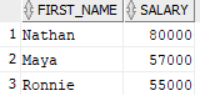 FIRST_NAME SALARY
1 Nathan 80000
2 Maya 57000
3 Ronnie 55000